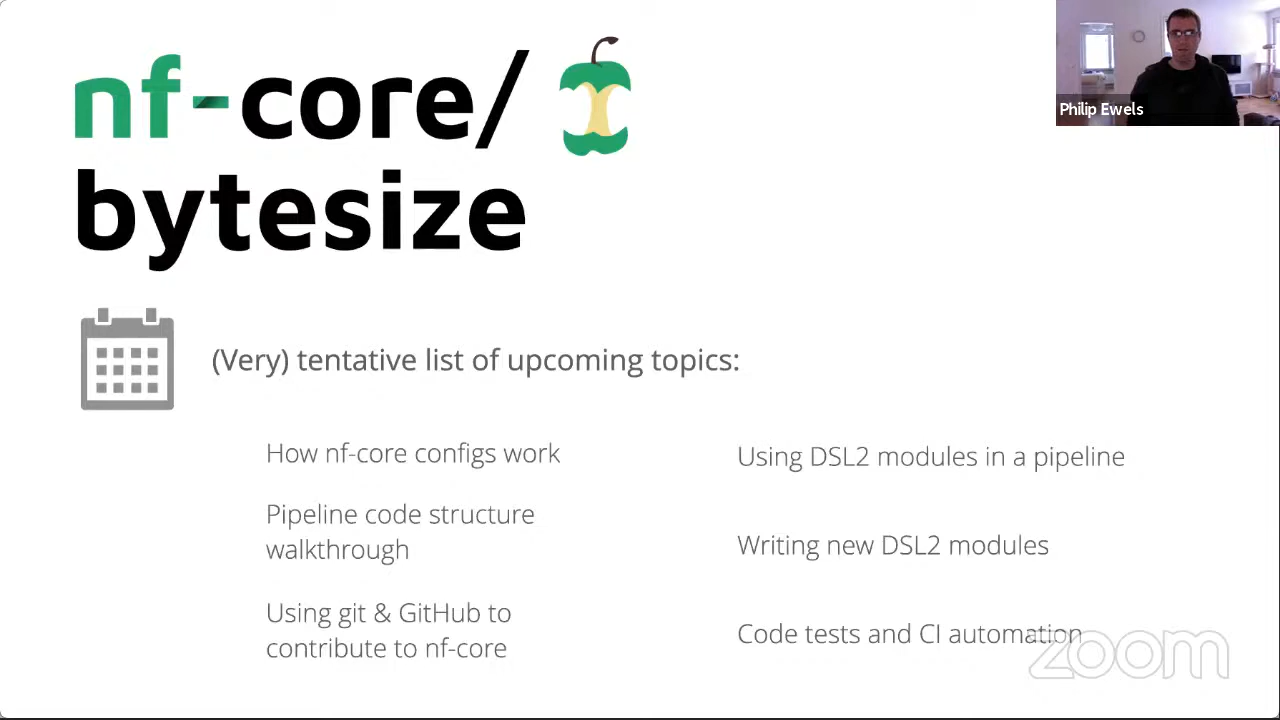 nf-core/
bytesize
Philip Ewels
(Very) tentative list of upcoming topics:
How nf-core configs work
Pipeline code structure
walkthrough
Using git & GitHub to
contribute to nf-core
Using DSL2 modules in a pipeline
Writing new DSL2 modules
Code tests and CI automation
zoom